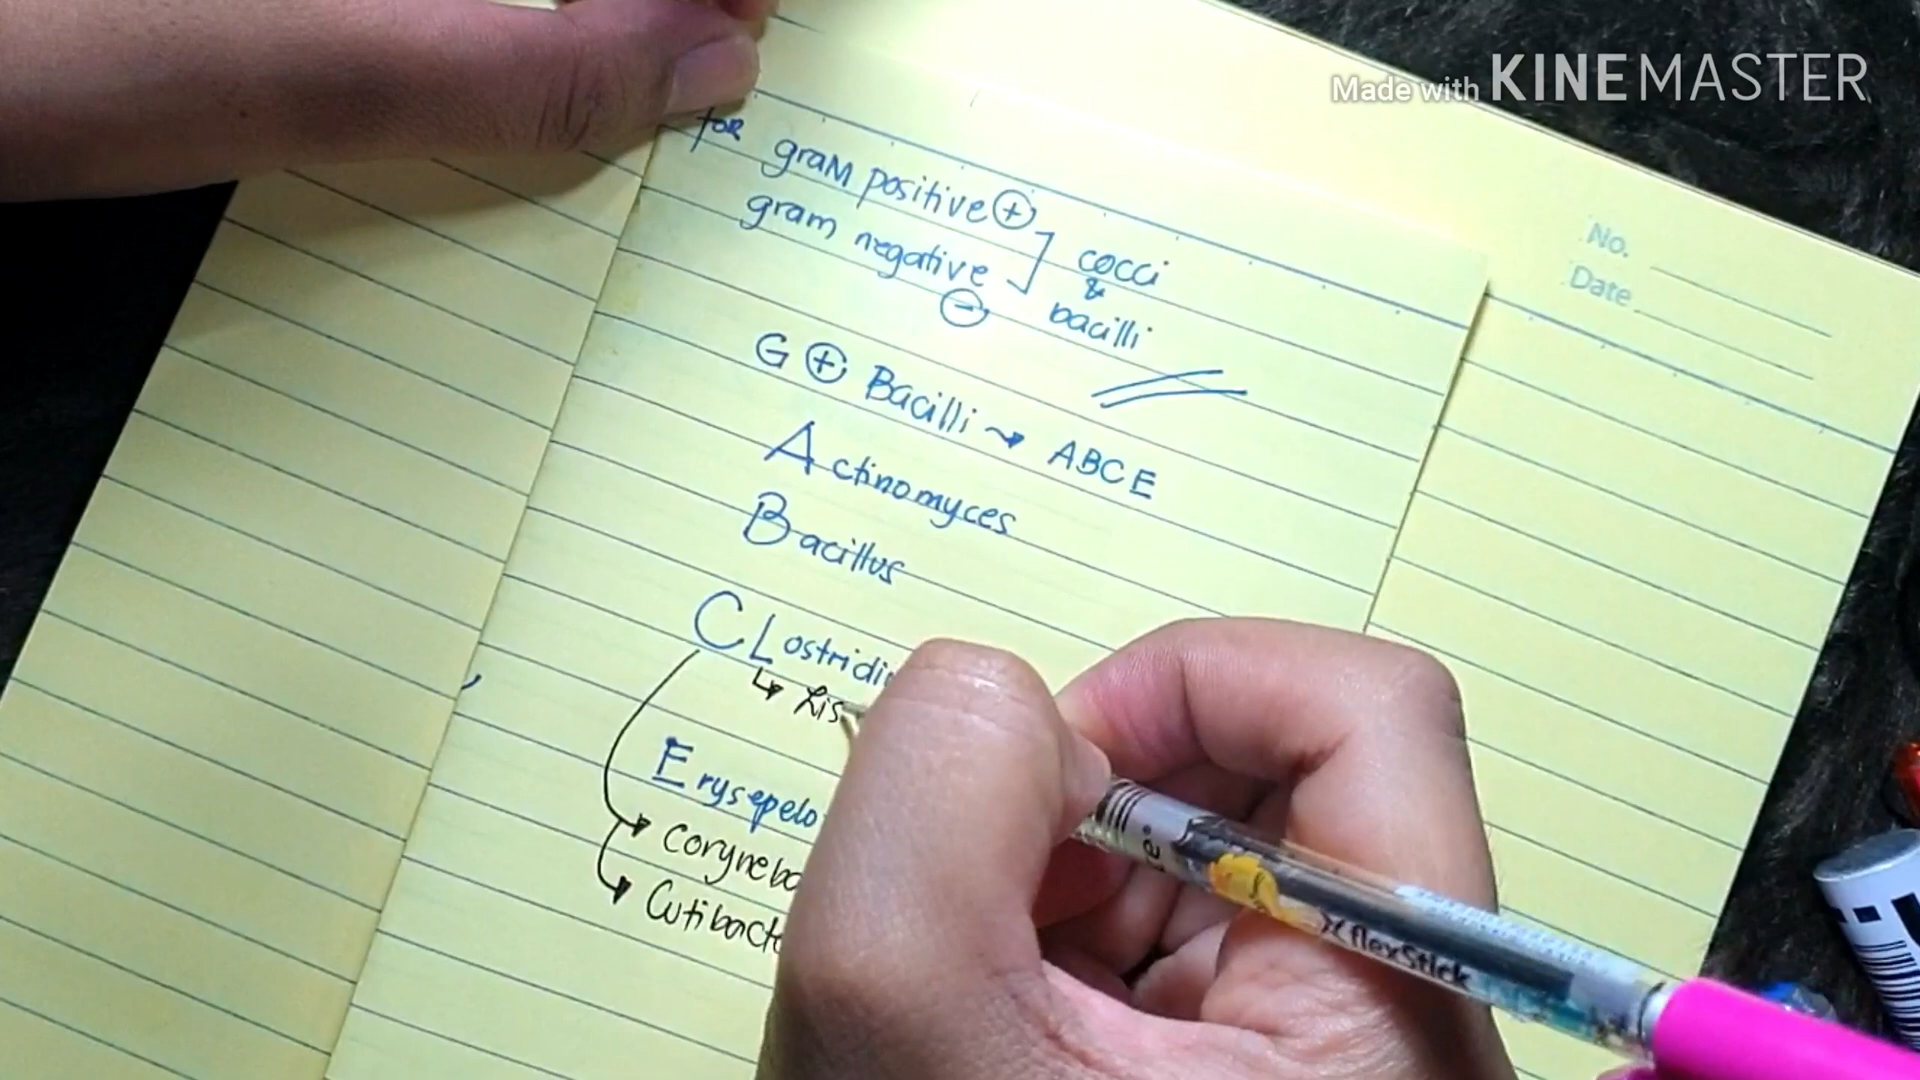 Made with KINEMASTER
No.
Date
for gram positive +
gram negative -
] cocci
&
bacilli
G + Bacilli → ABCE
Actinomyces
Bacillus
CLostridi
↳ Lis
Erysepelo
→ Coryneba
→ Cutibacte
flexstick